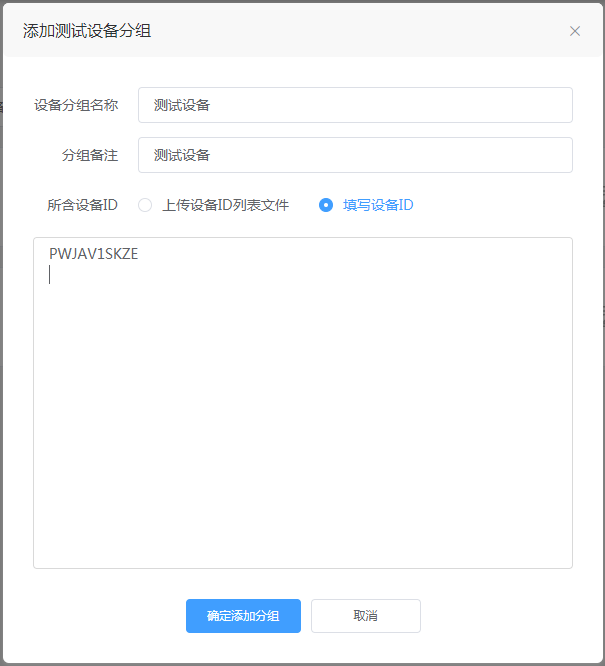 添加测试设备分组
设备分组名称 测试设备
分组备注 测试设备
所含设备ID 上传设备ID列表文件 填写设备ID
PWJAV1SKZE
确定添加分组 取消